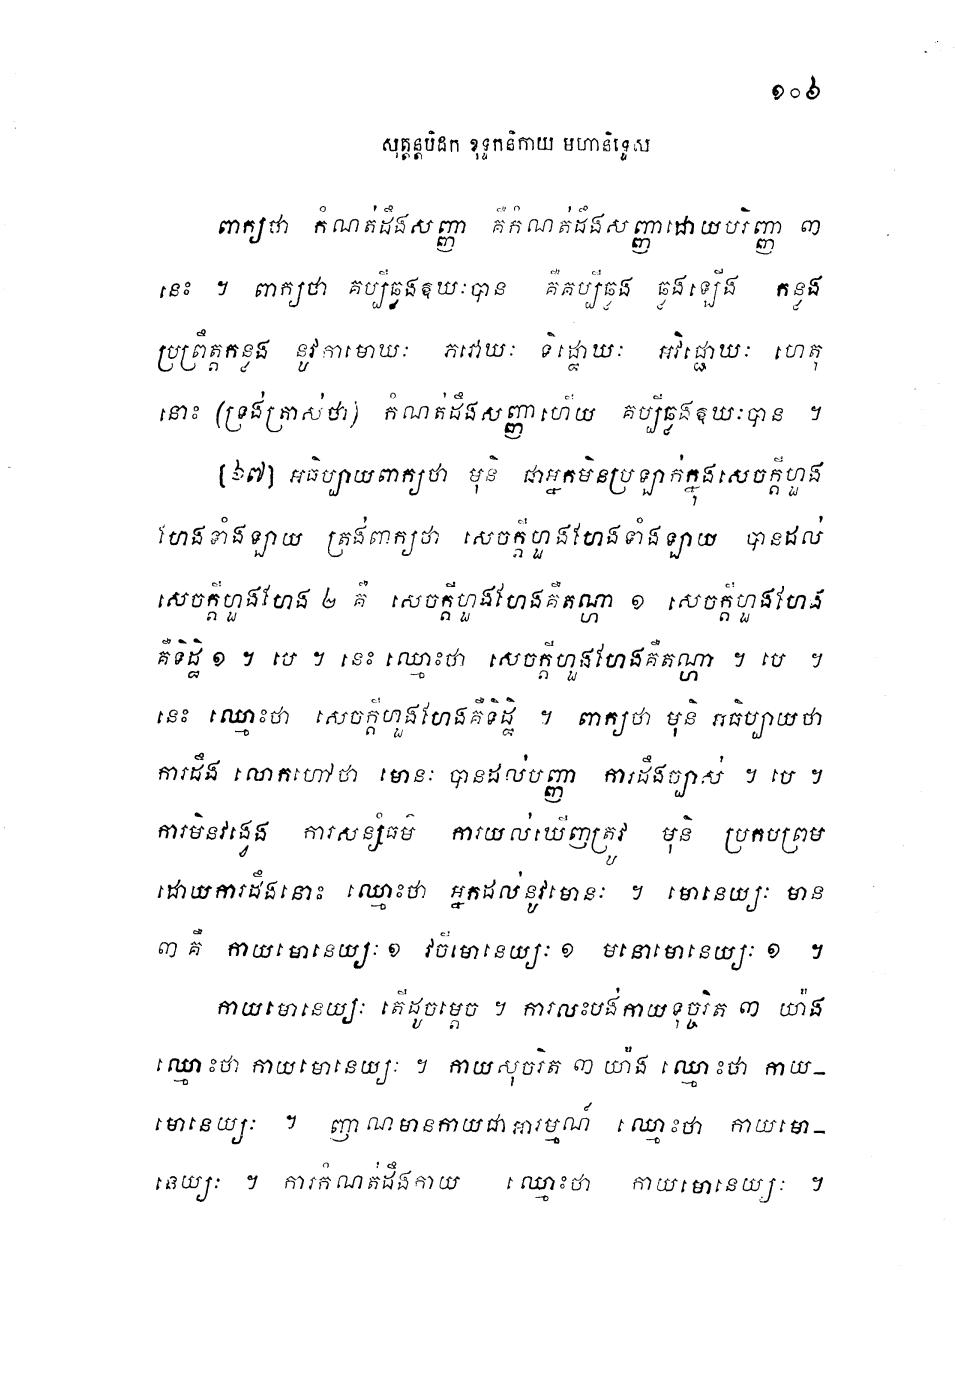 ១០៦
សុត្តន្តបិដក ខុទ្ទកនិកាយ មហានិទ្ទេស
ពាក្យថា កំណត់ដឹងសញ្ញា គឺកំណត់ដឹងសញ្ញាដោយបរិញ្ញា ៣
នេះ ។ ពាក្យថា គប្បីឆ្លងឱឃៈបាន គឺគប្បីឆ្លង ឆ្លងឡើង កន្លង
ប្រព្រឹត្តកន្លង នូវកាមោឃៈ ភវោឃៈ ទិដ្ឋោឃៈ អវិជ្ជោឃៈ ហេតុ
នោះ (ទ្រង់ត្រាស់ថា) កំណត់ដឹងសញ្ញាហើយ គប្បីឆ្លងឱឃៈបាន ។
[៦៧] អធិប្បាយពាក្យថា មុនិ ជាអ្នកមិនប្រឡាក់ក្នុងសេចក្តីហួង
ហែងទាំងឡាយ ត្រង់ពាក្យថា សេចក្តីហួងហែងទាំងឡាយ បានដល់
សេចក្តីហួងហែង ២ គឺ សេចក្តីហួងហែងគឺតណ្ហា ១ សេចក្តីហួងហែង
គឺទិដ្ឋិ ១ ។ បេ ។ នេះ ឈ្មោះថា សេចក្តីហួងហែងគឺតណ្ហា ។ បេ ។
នេះ ឈ្មោះថា សេចក្តីហួងហែងគឺទិដ្ឋិ ។ ពាក្យថា មុនិ អធិប្បាយថា
ការដឹង លោកហៅថា មោនៈ បានដល់បញ្ញា ការដឹងច្បាស់ ។ បេ ។
ការមិនវង្វេង ការសន្សំធម៌ ការយល់ឃើញត្រូវ មុនិ ប្រកបព្រម
ដោយការដឹងនោះ ឈ្មោះថា អ្នកដល់នូវមោនៈ ។ មោនេយ្យៈ មាន
៣ គឺ កាយមោនេយ្យៈ ១ វចីមោនេយ្យៈ ១ មនោមោនេយ្យៈ ១ ។
កាយមោនេយ្យៈ តើដូចម្តេច ។ ការលះបង់កាយទុច្ចរិត ៣ យ៉ាង
ឈ្មោះថា កាយមោនេយ្យៈ ។ កាយសុចរិត ៣ យ៉ាង ឈ្មោះថា កាយ-
មោនេយ្យៈ ។ ញាណមានកាយជាអារម្មណ៍ ឈ្មោះថា កាយមោ-
នេយ្យៈ ។ ការកំណត់ដឹងកាយ ឈ្មោះថា កាយមោនេយ្យៈ ។